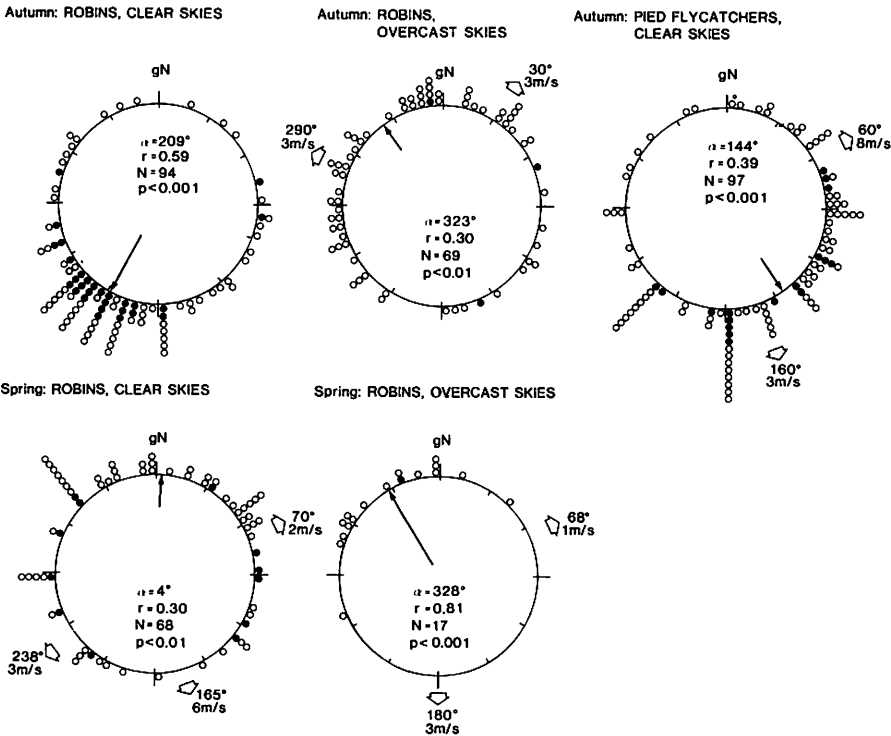 Autumn: ROBINS, CLEAR SKIES
gN
α=209°
r=0.59
N=94
p<0.001
Autumn: ROBINS,
OVERCAST SKIES
gN
30°
3m/s
290°
3m/s
α=323°
r=0.30
N=69
p<0.01
Autumn: PIED FLYCATCHERS,
CLEAR SKIES
gN
60°
8m/s
α=144°
r=0.39
N=97
p<0.001
160°
3m/s
Spring: ROBINS, CLEAR SKIES
gN
70°
2m/s
α=4°
r=0.30
N=68
p<0.01
238°
3m/s
165°
6m/s
Spring: ROBINS, OVERCAST SKIES
gN
68°
1m/s
α=328°
r=0.81
N=17
p<0.001
180°
3m/s